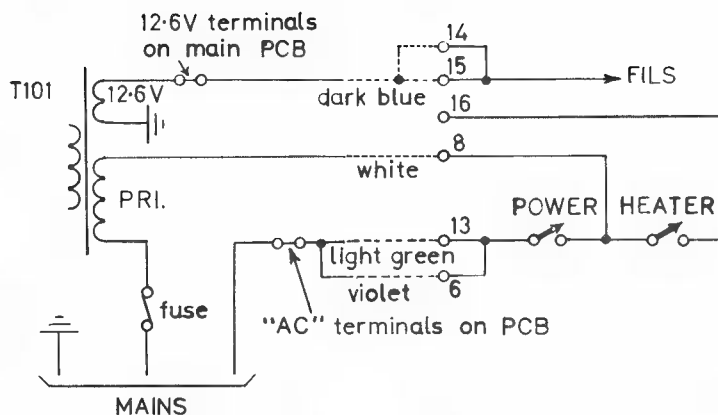 12·6V terminals
on main PCB
14
T101
12·6V
15
FILS
dark blue
16
8
white
PRI.
POWER
HEATER
13
light green
violet
6
fuse
"AC" terminals on PCB
MAINS